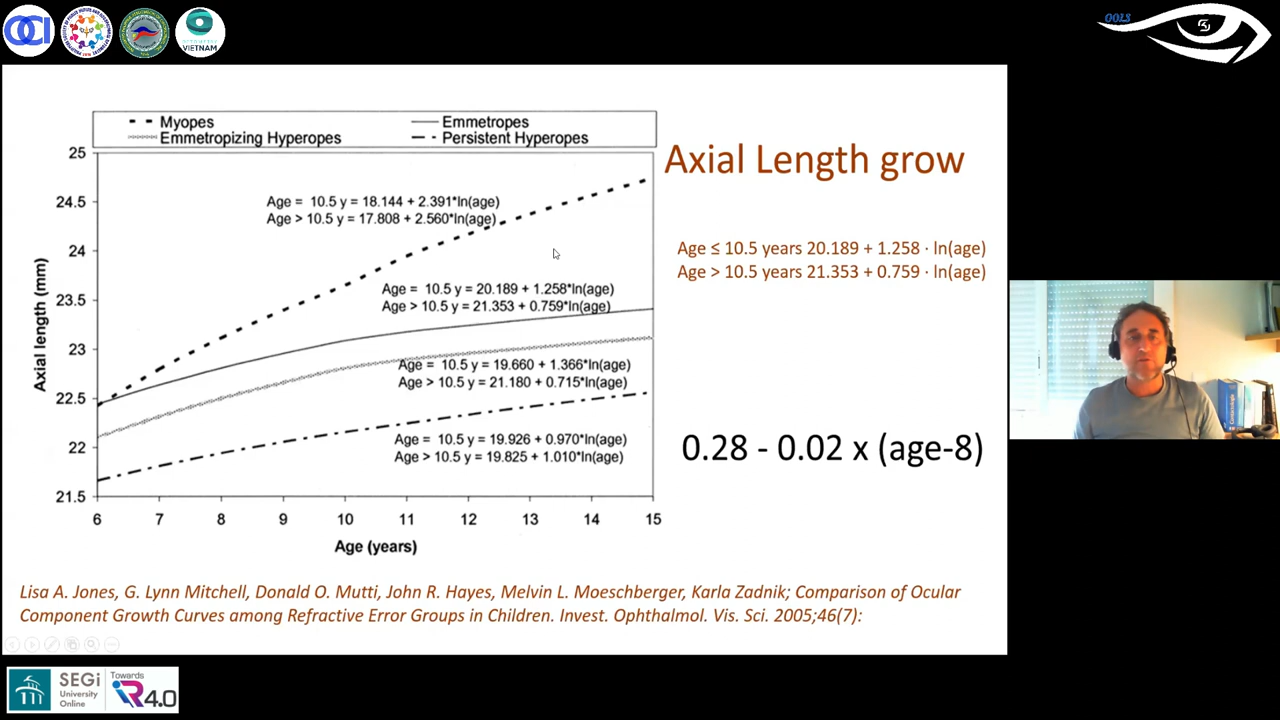 OCI
VIETNAM
OOLS
Myopes
Emmetropes
Emmetropizing Hyperopes
Persistent Hyperopes
25
24.5
24
23.5
23
22.5
22
21.5
Axial length (mm)
Age = 10.5 y = 18.144 + 2.391*ln(age)
Age > 10.5 y = 17.808 + 2.560*ln(age)
Age = 10.5 y = 20.189 + 1.258*ln(age)
Age > 10.5 y = 21.353 + 0.759*ln(age)
Age = 10.5 y = 19.660 + 1.366*ln(age)
Age > 10.5 y = 21.180 + 0.715*ln(age)
Age = 10.5 y = 19.926 + 0.970*ln(age)
Age > 10.5 y = 19.825 + 1.010*ln(age)
6 7 8 9 10 11 12 13 14 15
Age (years)
Axial Length grow
Age ≤ 10.5 years 20.189 + 1.258 · ln(age)
Age > 10.5 years 21.353 + 0.759 · ln(age)
0.28 - 0.02 x (age-8)
Lisa A. Jones, G. Lynn Mitchell, Donald O. Mutti, John R. Hayes, Melvin L. Moeschberger, Karla Zadnik; Comparison of Ocular
Component Growth Curves among Refractive Error Groups in Children. Invest. Ophthalmol. Vis. Sci. 2005;46(7):
SEGi
University
Online
Towards
R4.0